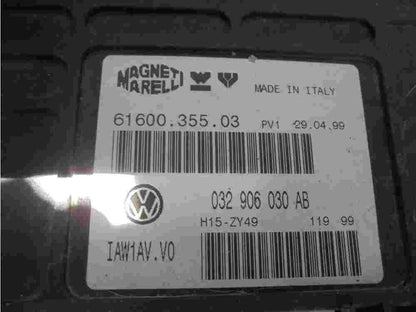 MAGNETI MARELLI MADE IN ITALY
61600.355.03 PV1 29.04.99
032 906 030 AB
H15-ZY49 119 99
IAW1AV.V0